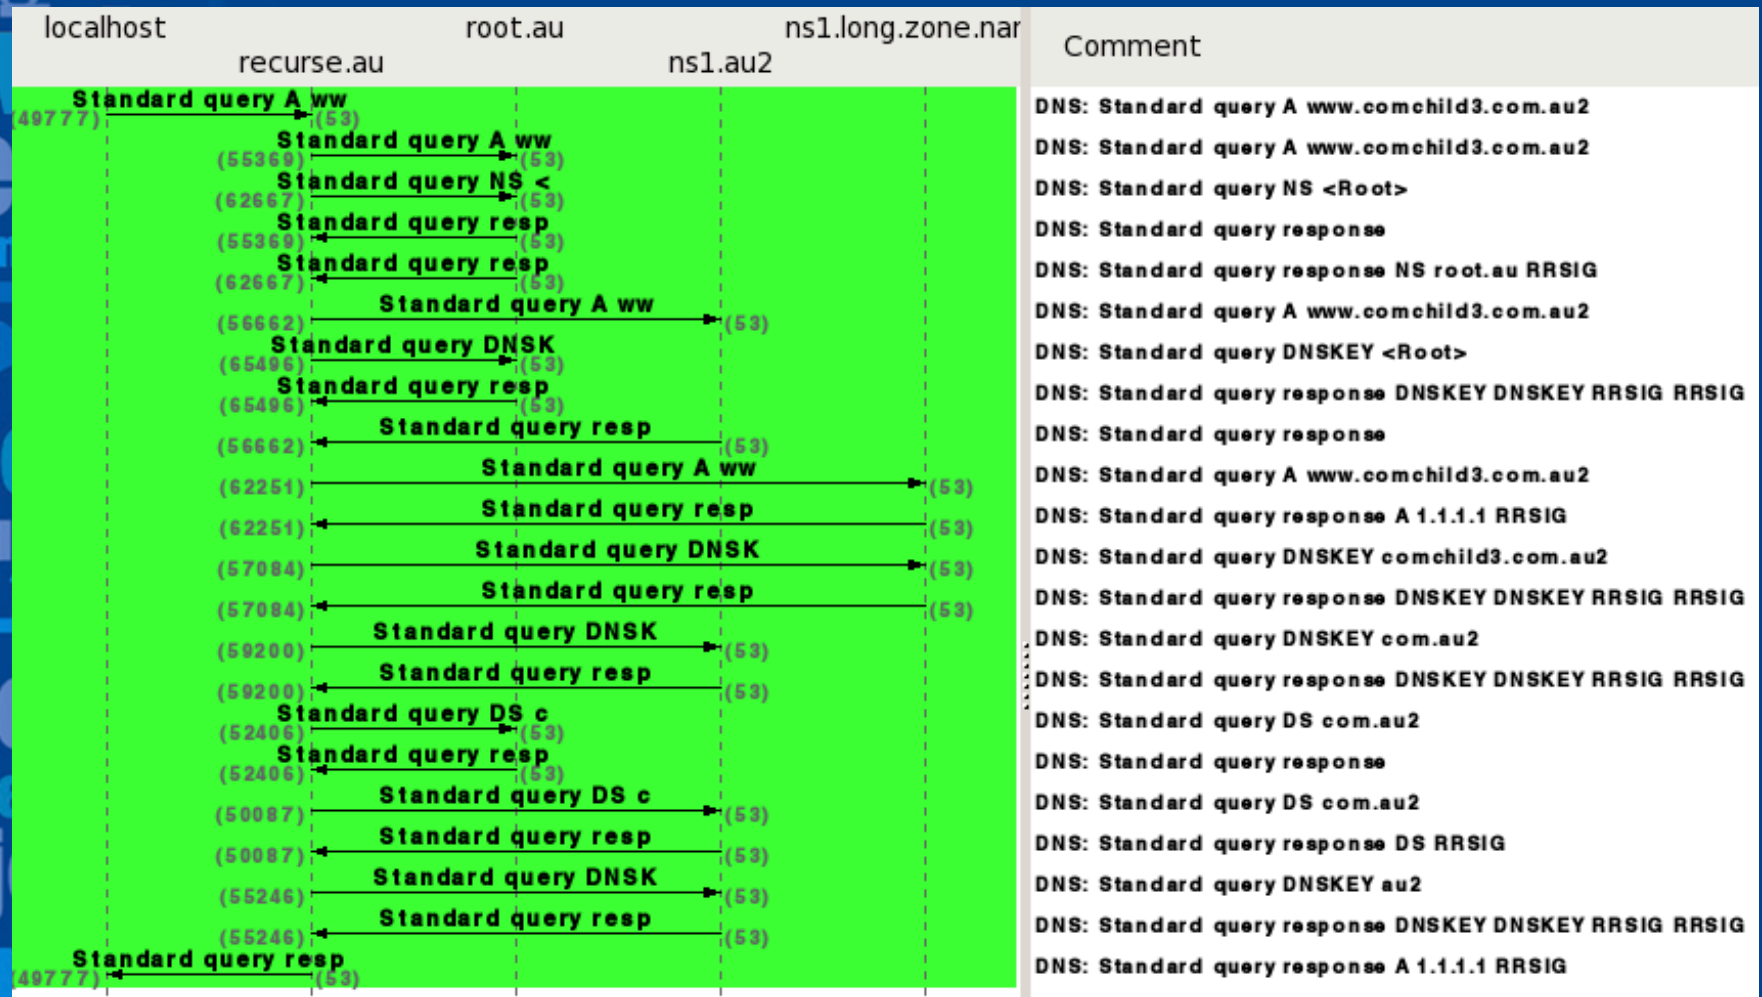 localhost root.au ns1.long.zone.nar Comment
recurse.au ns1.au2
Standard query A ww
(49777) (53) DNS: Standard query A www.comchild3.com.au2
Standard query A ww
(55369) (53) DNS: Standard query A www.comchild3.com.au2
Standard query NS <
(62667) (53) DNS: Standard query NS <Root>
Standard query resp
(55369) (53) DNS: Standard query response
Standard query resp
(62667) (53) DNS: Standard query response NS root.au RRSIG
Standard query A ww
(56662) (53) DNS: Standard query A www.comchild3.com.au2
Standard query DNSK
(65496) (53) DNS: Standard query DNSKEY <Root>
Standard query resp
(65496) (53) DNS: Standard query response DNSKEY DNSKEY RRSIG RRSIG
Standard query resp
(56662) (53) DNS: Standard query response
Standard query A ww
(62251) (53) DNS: Standard query A www.comchild3.com.au2
Standard query resp
(62251) (53) DNS: Standard query response A 1.1.1.1 RRSIG
Standard query DNSK
(57084) (53) DNS: Standard query DNSKEY comchild3.com.au2
Standard query resp
(57084) (53) DNS: Standard query response DNSKEY DNSKEY RRSIG RRSIG
Standard query DNSK
(59200) (53) DNS: Standard query DNSKEY com.au2
Standard query resp
(59200) (53) DNS: Standard query response DNSKEY DNSKEY RRSIG RRSIG
Standard query DS c
(52406) (53) DNS: Standard query DS com.au2
Standard query resp
(52406) (53) DNS: Standard query response
Standard query DS c
(50087) (53) DNS: Standard query DS com.au2
Standard query resp
(50087) (53) DNS: Standard query response DS RRSIG
Standard query DNSK
(55246) (53) DNS: Standard query DNSKEY au2
Standard query resp
(55246) (53) DNS: Standard query response DNSKEY DNSKEY RRSIG RRSIG
Standard query resp
(49777) (53) DNS: Standard query response A 1.1.1.1 RRSIG